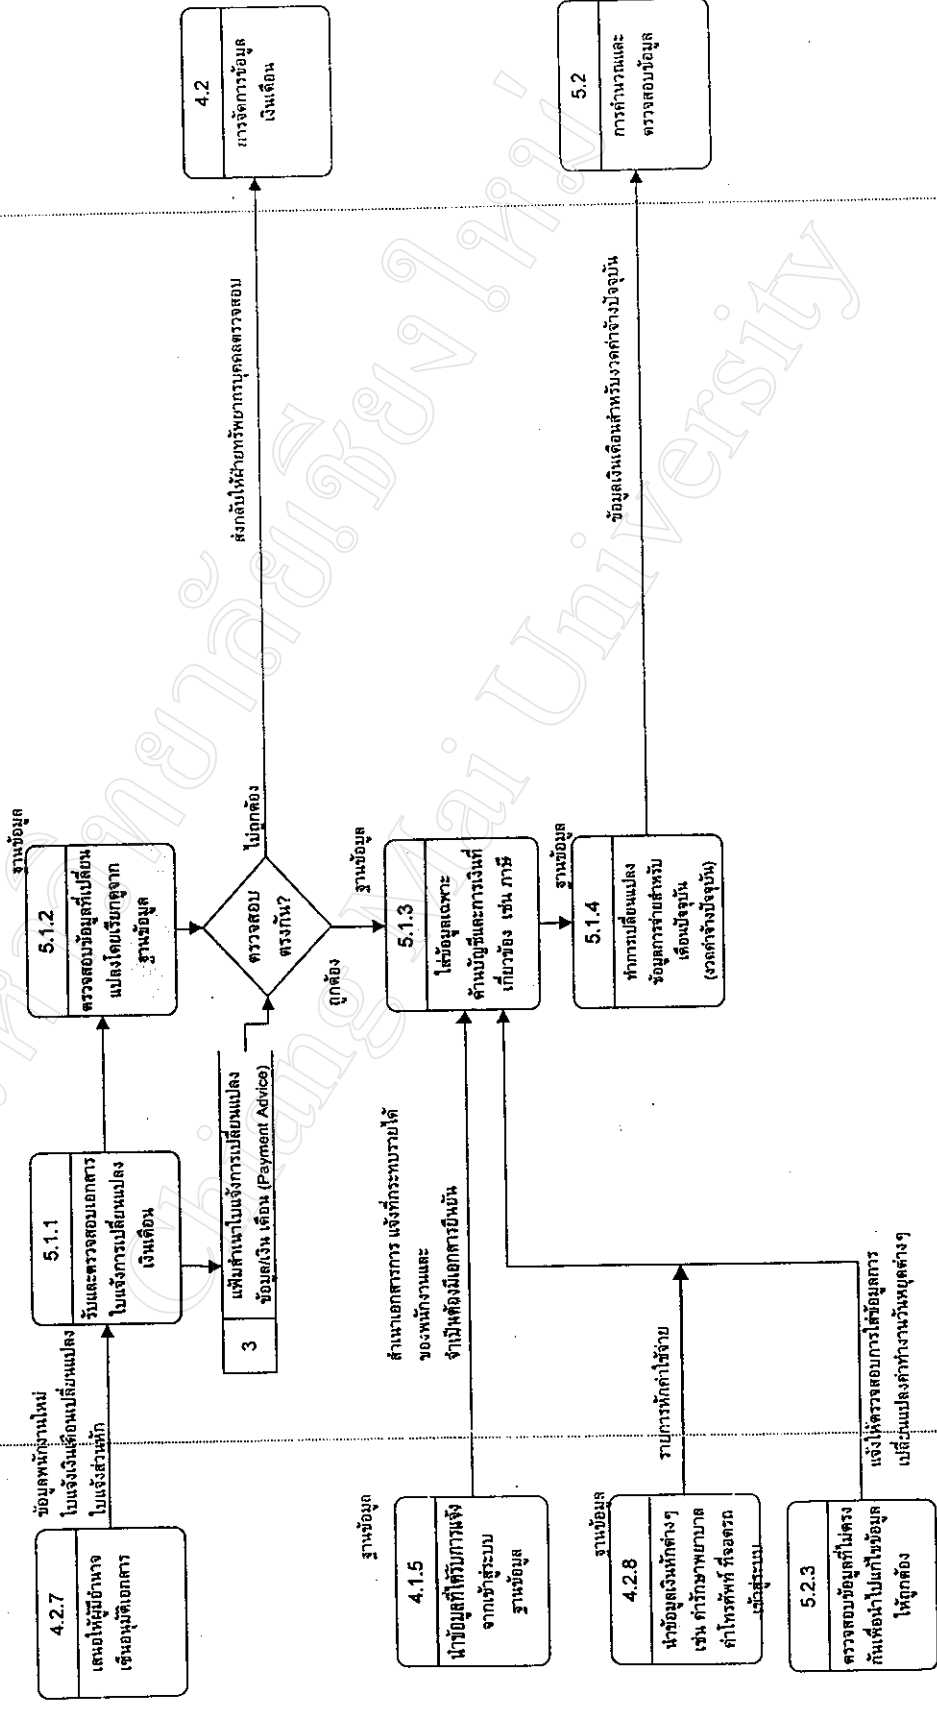 4.2.7
เสนอให้ผู้มีอำนาจ
เซ็นอนุมัติเอกสาร
ข้อมูลพนักงานใหม่
ใบแจ้งเงินเดือนเปลี่ยนแปลง
ใบแจ้งส่วนหัก
5.1.1
รับและตรวจสอบเอกสาร
ใบแจ้งการเปลี่ยนแปลง
เงินเดือน
ฐานข้อมูล
5.1.2
ตรวจสอบข้อมูลที่เปลี่ยน
แปลงโดยเรียกดูจาก
ฐานข้อมูล
3
แฟ้มสำเนาใบแจ้งการเปลี่ยนแปลง
ข้อมูล/เงิน เดือน (Payment Advice)
ตรวจสอบ
ตรงกัน?
ไม่ถูกต้อง
ส่งกลับให้ฝ่ายทรัพยากรบุคคลตรวจสอบ
4.2
การจัดการข้อมูล
เงินเดือน
ถูกต้อง
ฐานข้อมูล
4.1.5
นำข้อมูลที่ได้รับการแจ้ง
จากเข้าสู่ระบบ
ฐานข้อมูล
สำเนาเอกสารการ แจ้งที่กระทบรายได้
ของพนักงานและ
จำเป็นต้องมีเอกสารยืนยัน
ฐานข้อมูล
5.1.3
ใส่ข้อมูลเฉพาะ
ด้านบัญชีและการเงินที่
เกี่ยวข้อง เช่น ภาษี
ฐานข้อมูล
4.2.8
นำข้อมูลเงินหักต่างๆ
เช่น ค่ารักษาพยาบาล
ค่าโทรศัพท์ ที่จอดรถ
เข้าสู่ระบบ
รายการหักค่าใช้จ่าย
ฐานข้อมูล
5.1.4
ทำการเปลี่ยนแปลง
ข้อมูลการจ่ายสำหรับ
เดือนปัจจุบัน
(งวดค่าจ้างปัจจุบัน)
ข้อมูลเงินเดือนสำหรับงวดค่าจ้างปัจจุบัน
5.2
การคำนวณและ
ตรวจสอบข้อมูล
5.2.3
ตรวจสอบข้อมูลที่ไม่ตรง
กันเพื่อนำไปแก้ไขข้อมูล
ให้ถูกต้อง
แจ้งให้ตรวจสอบการใส่ข้อมูลการ
เปลี่ยนแปลงค่าทำงานวันหยุดต่างๆ
มหาวิทยาลัยเชียงใหม่
Chiang Mai University